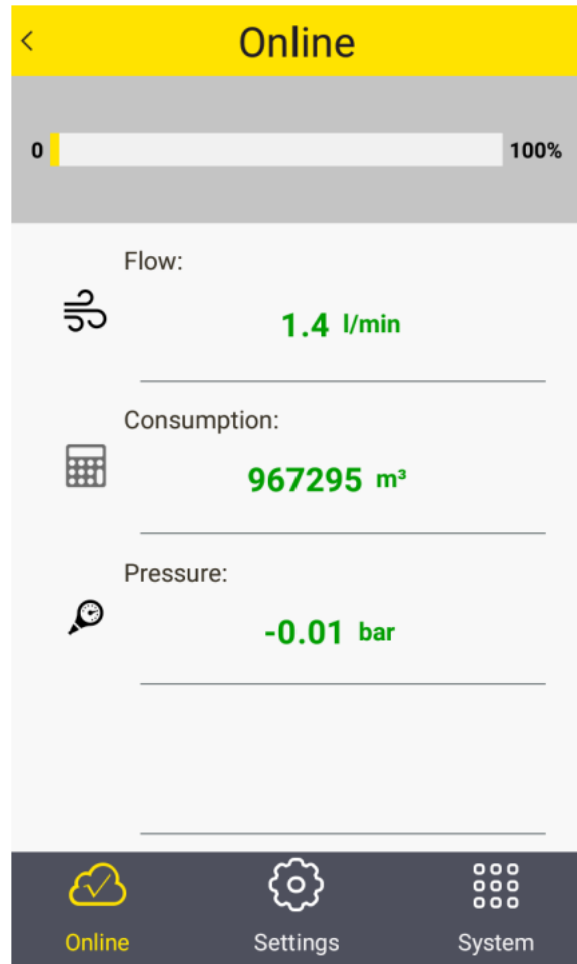 Online
0 100%
Flow:
1.4 l/min
Consumption:
967295 m³
Pressure:
-0.01 bar
Online Settings System